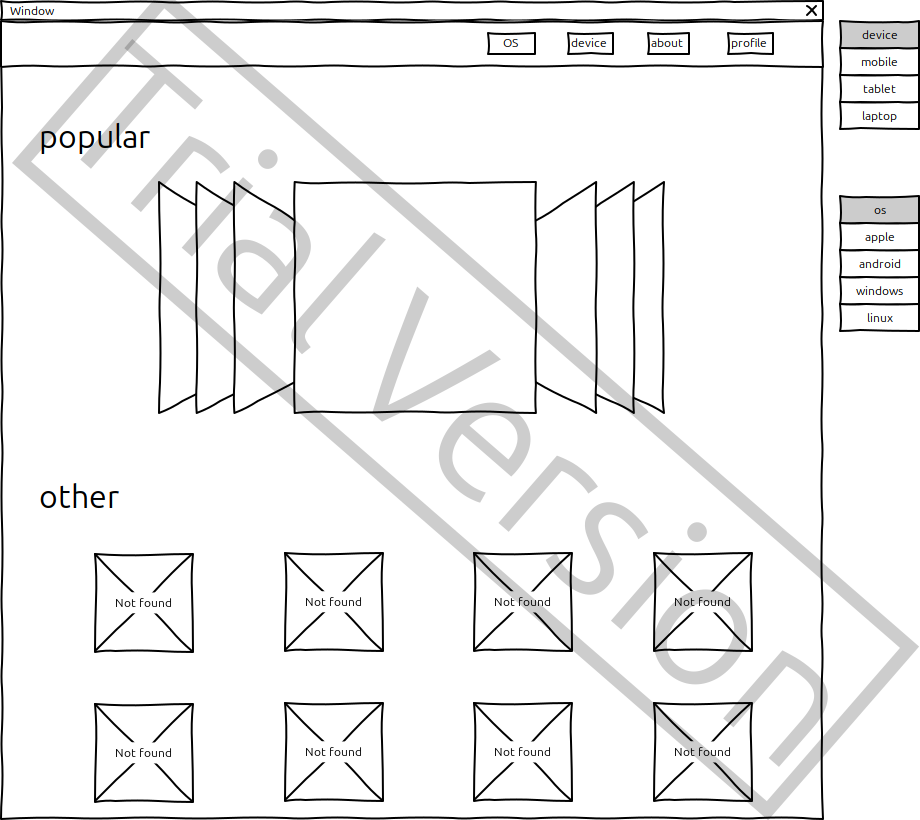 Window
OS device about profile
device
mobile
tablet
laptop
popular
os
apple
android
windows
linux
other
Not found Not found Not found Not found
Not found Not found Not found Not found
Trial Version